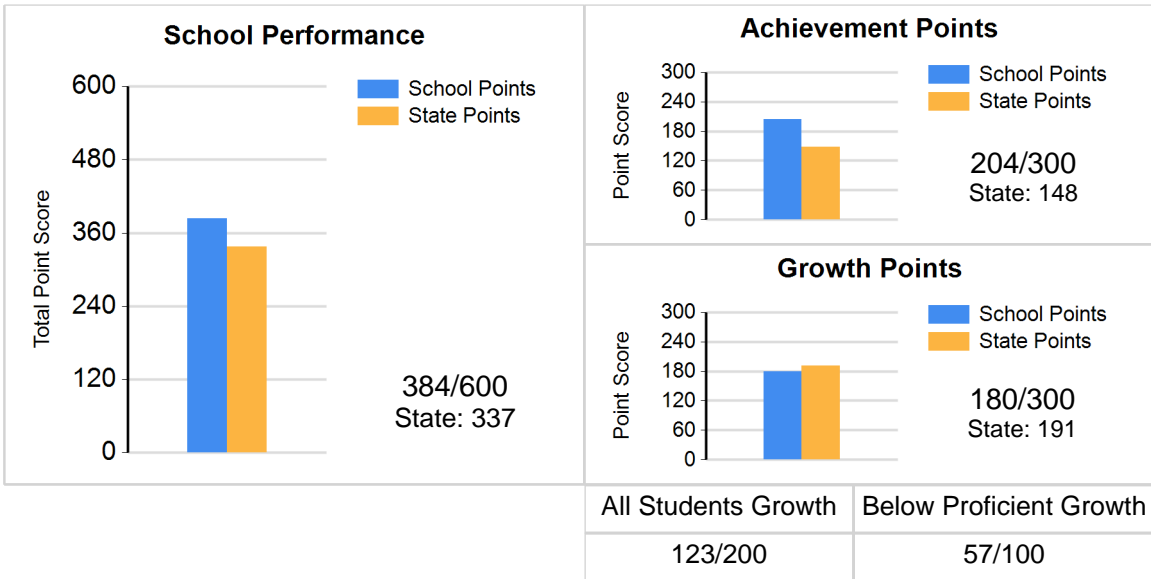 School Performance
Total Point Score
600
480
360
240
120
0
School Points
State Points
384/600
State: 337
Achievement Points
Point Score
300
240
180
120
60
0
School Points
State Points
204/300
State: 148
Growth Points
Point Score
300
240
180
120
60
0
School Points
State Points
180/300
State: 191
All Students Growth
Below Proficient Growth
123/200
57/100